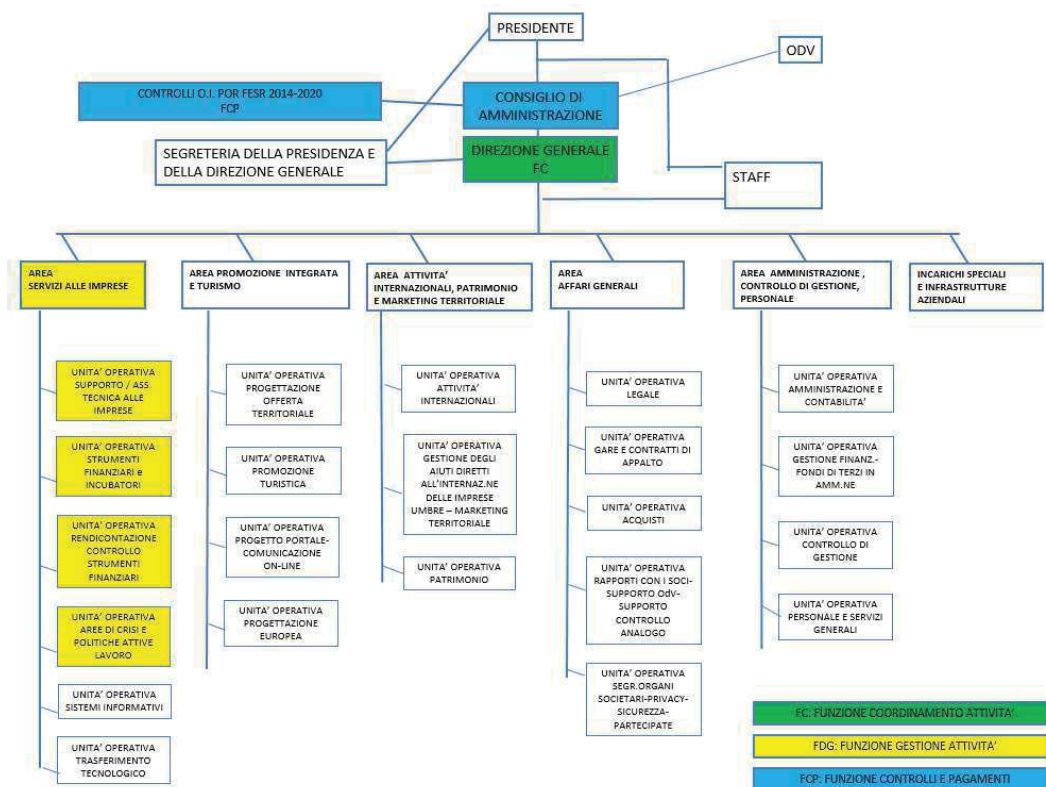 PRESIDENTE
ODV
CONTROLLI O.I. POR FESR 2014-2020
FCP
CONSIGLIO DI
AMMINISTRAZIONE
SEGRETERIA DELLA PRESIDENZA E
DELLA DIREZIONE GENERALE
DIREZIONE GENERALE
FC
STAFF
AREA
SERVIZI ALLE IMPRESE
AREA PROMOZIONE INTEGRATA
E TURISMO
AREA ATTIVITA'
INTERNAZIONALI, PATRIMONIO
E MARKETING TERRITORIALE
AREA
AFFARI GENERALI
AREA AMMINISTRAZIONE ,
CONTROLLO DI GESTIONE,
PERSONALE
INCARICHI SPECIALI
E INFRASTRUTTURE
AZIENDALI
UNITA' OPERATIVA
SUPPORTO / ASS.
TECNICA ALLE
IMPRESE
UNITA' OPERATIVA
STRUMENTI
FINANZIARI e
INCUBATORI
UNITA' OPERATIVA
RENDICONTAZIONE
CONTROLLO
STRUMENTI
FINANZIARI
UNITA' OPERATIVA
AREE DI CRISI E
POLITICHE ATTIVE
LAVORO
UNITA' OPERATIVA
SISTEMI INFORMATIVI
UNITA' OPERATIVA
TRASFERIMENTO
TECNOLOGICO
UNITA' OPERATIVA
PROGETTAZIONE
OFFERTA
TERRITORIALE
UNITA' OPERATIVA
PROMOZIONE
TURISTICA
UNITA' OPERATIVA
PROGETTO PORTALE-
COMUNICAZIONE
ON-LINE
UNITA' OPERATIVA
PROGETTAZIONE
EUROPEA
UNITA' OPERATIVA
ATTIVITA'
INTERNAZIONALI
UNITA' OPERATIVA
GESTIONE DEGLI
AIUTI DIRETTI
ALL'INTERNAZ.NE
DELLE IMPRESE
UMBRE – MARKETING
TERRITORIALE
UNITA' OPERATIVA
PATRIMONIO
UNITA' OPERATIVA
LEGALE
UNITA' OPERATIVA
GARE E CONTRATTI DI
APPALTO
UNITA' OPERATIVA
ACQUISTI
UNITA' OPERATIVA
RAPPORTI CON I SOCI-
SUPPORTO OdV-
SUPPORTO
CONTROLLO
ANALOGO
UNITA' OPERATIVA
SEGR.ORGANI
SOCIETARI-PRIVACY-
SICUREZZA-
PARTECIPATE
UNITA' OPERATIVA
AMMINISTRAZIONE E
CONTABILITA'
UNITA' OPERATIVA
GESTIONE FINANZ.-
FONDI DI TERZI IN
AMM.NE
UNITA' OPERATIVA
CONTROLLO DI
GESTIONE
UNITA' OPERATIVA
PERSONALE E SERVIZI
GENERALI
FC: FUNZIONE COORDINAMENTO ATTIVITA'
FDG: FUNZIONE GESTIONE ATTIVITA'
FCP: FUNZIONE CONTROLLI E PAGAMENTI